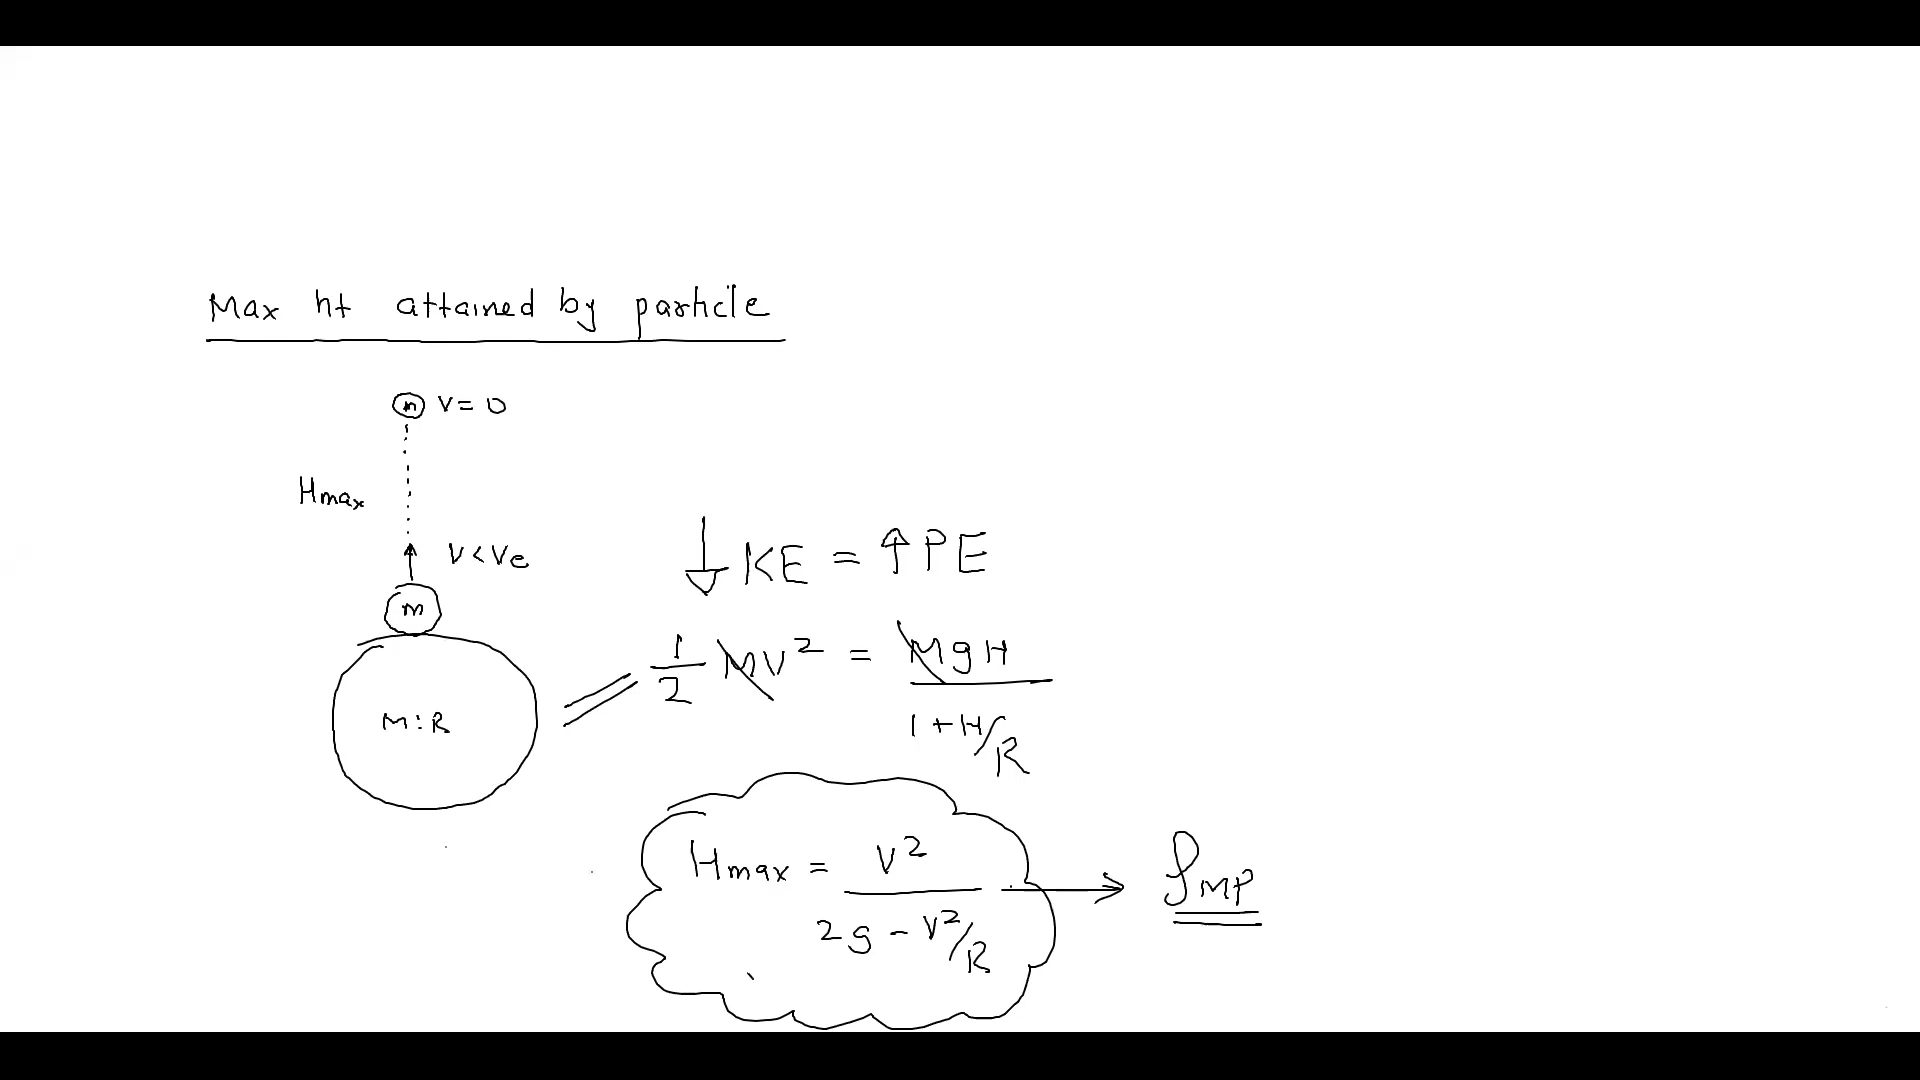 Max ht attained by particle
m V = 0
Hmax
V < Ve
↓ KE = ↑ PE
m
1/2 MV² = MgH / (1 + H/R)
M : R
Hmax = V² / (2g - V²/R) → IMP